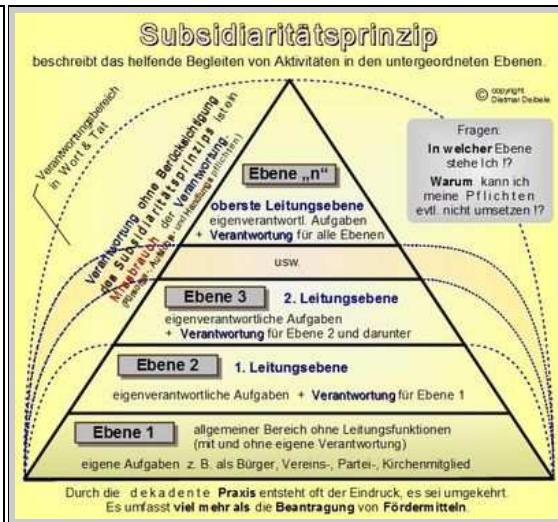 Subsidiaritätsprinzip
beschreibt das helfende Begleiten von Aktivitäten in den untergeordneten Ebenen.
© copyright
Dietmar Deibele
Verantwortungsbereich
in Wort & Tat
Verantwortung ohne Berücksichtigung
des Subsidiaritätsprinzips ist ein
Missbrauch der Verantwortung.
Fragen:
In welcher Ebene
stehe Ich !?
Warum kann ich
meine Pflichten
evtl. nicht umsetzen !?
Ebene „n“
oberste Leitungsebene
eigenverantwortl. Aufgaben
+ Verantwortung für alle Ebenen
usw.
Ebene 3 2. Leitungsebene
eigenverantwortliche Aufgaben
+ Verantwortung für Ebene 2 und darunter
Ebene 2 1. Leitungsebene
eigenverantwortliche Aufgaben + Verantwortung für Ebene 1
Ebene 1 allgemeiner Bereich ohne Leitungsfunktionen
(mit und ohne eigene Verantwortung)
eigene Aufgaben z. B. als Bürger, Vereins-, Partei-, Kirchenmitglied
Durch die dekadente Praxis entsteht oft der Eindruck, es sei umgekehrt.
Es umfasst viel mehr als die Beantragung von Fördermitteln.